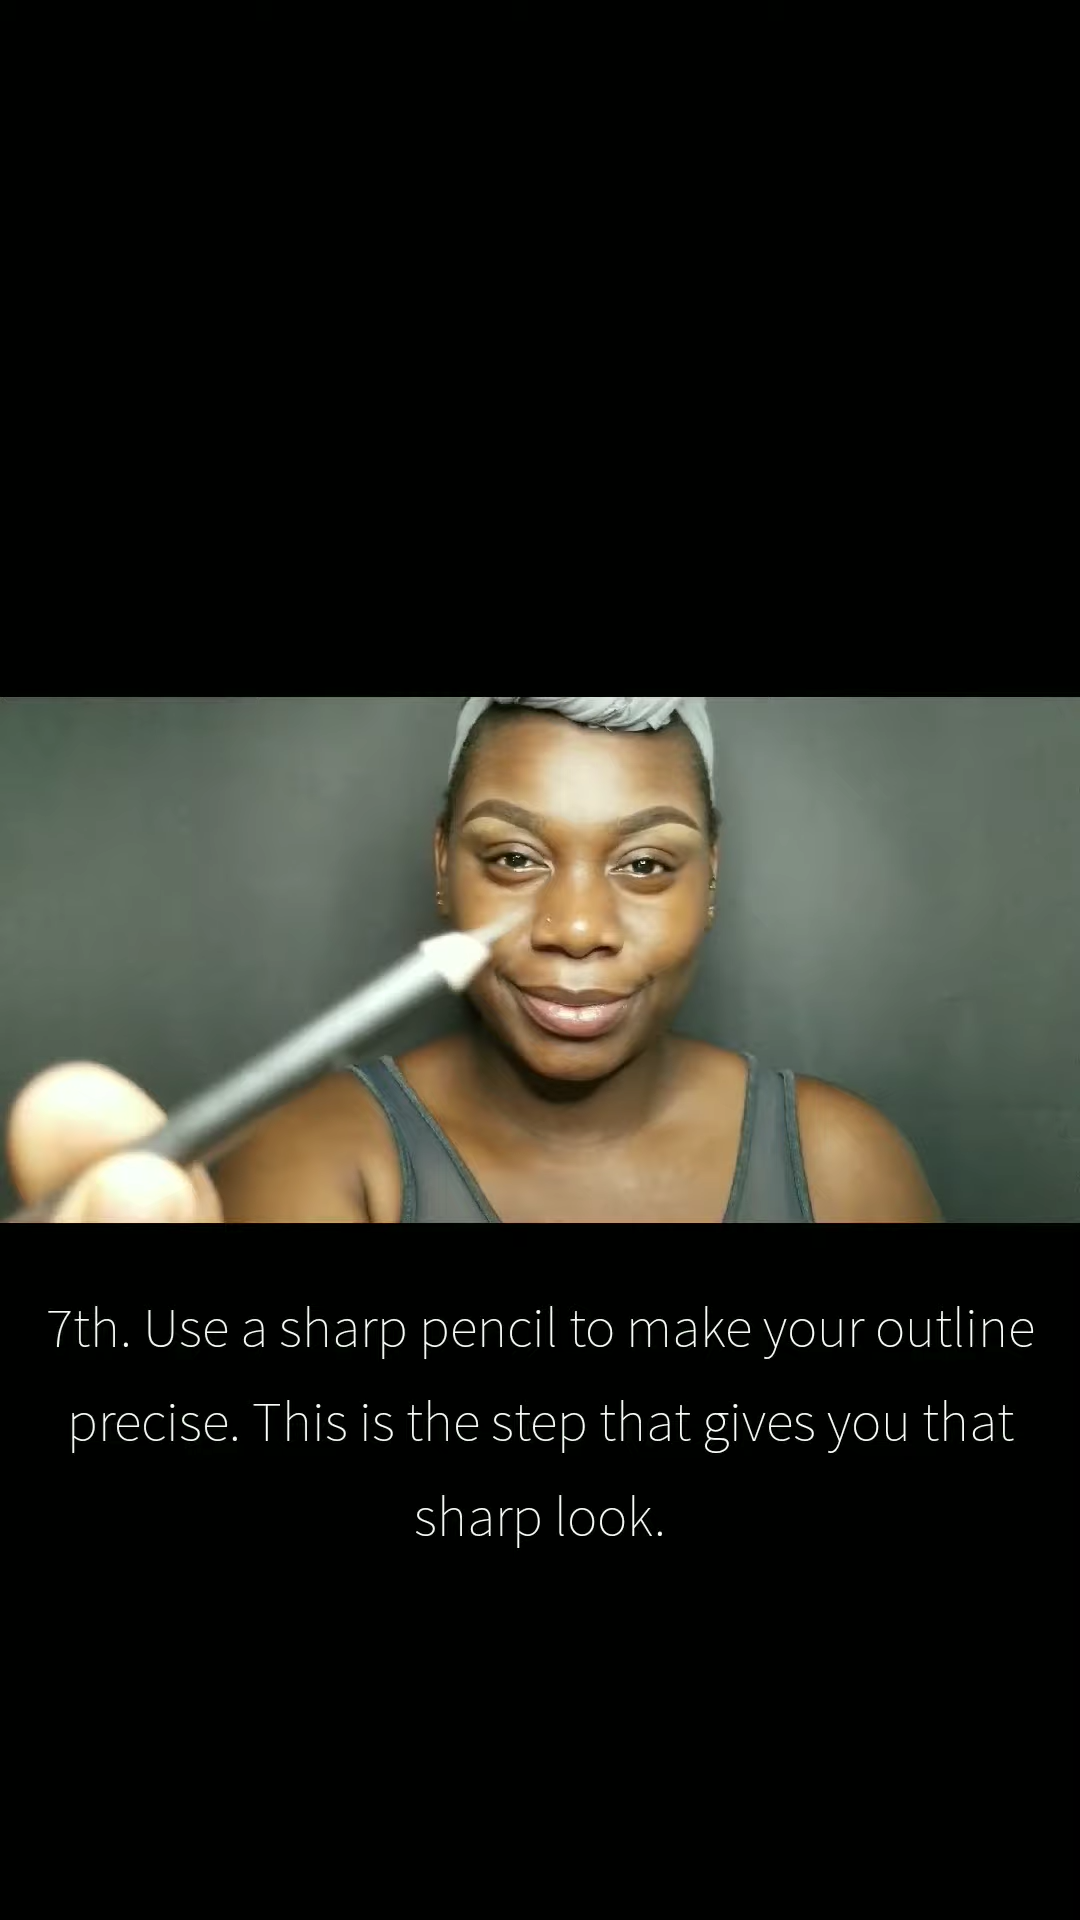 7th. Use a sharp pencil to make your outline
precise. This is the step that gives you that
sharp look.